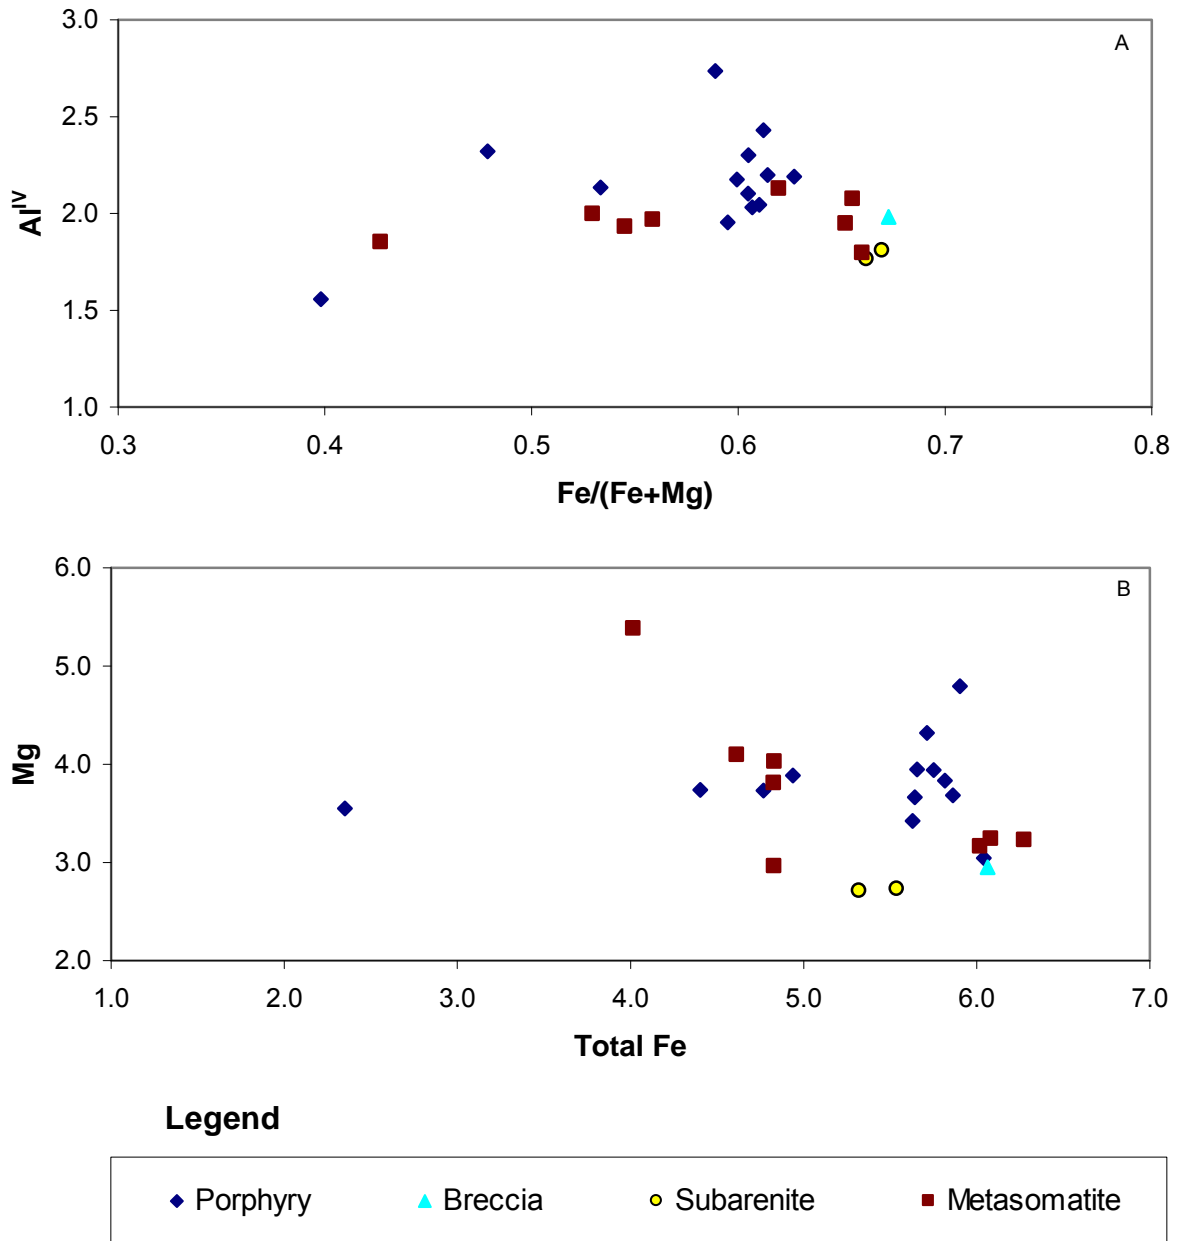 3.0
A
2.5
2.0
1.5
1.0
Al^IV
0.3 0.4 0.5 0.6 0.7 0.8
Fe/(Fe+Mg)
6.0
B
5.0
4.0
3.0
2.0
Mg
1.0 2.0 3.0 4.0 5.0 6.0 7.0
Total Fe
Legend
Porphyry Breccia Subarenite Metasomatite